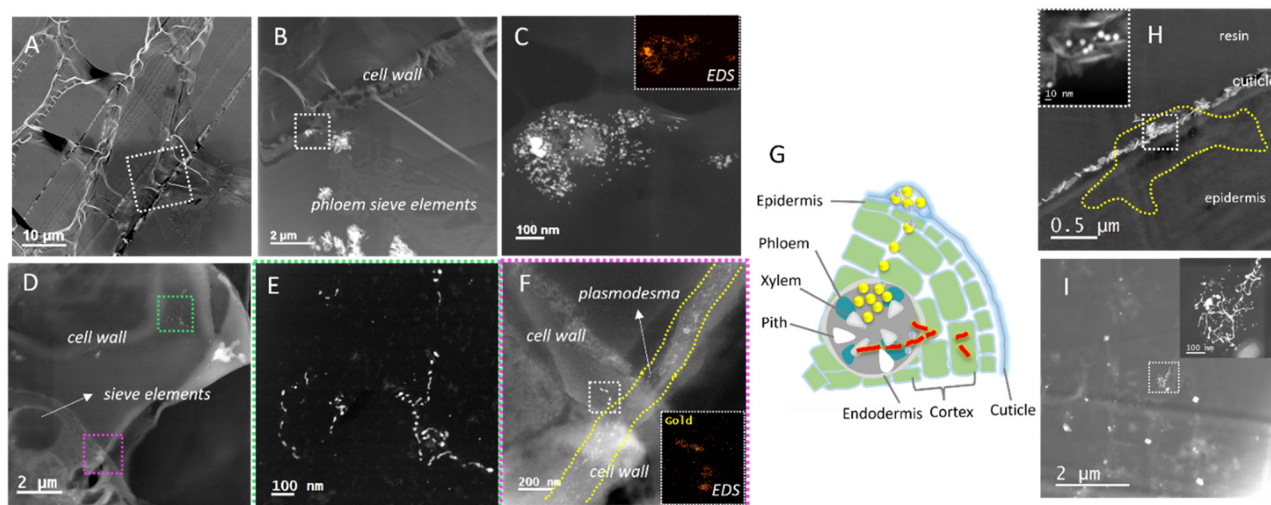 A
10 μm
B
cell wall
phloem sieve elements
2 μm
C
EDS
100 nm
D
cell wall
sieve elements
2 μm
E
100 nm
F
plasmodesma
cell wall
cell wall
200 nm
Gold
EDS
G
Epidermis
Phloem
Xylem
Pith
Endodermis
Cortex
Cuticle
H
resin
cuticle
epidermis
10 nm
0.5 μm
I
100 nm
2 μm